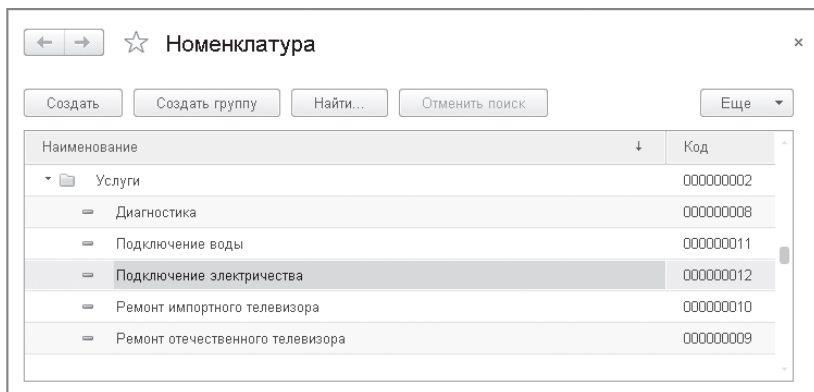 Номенклатура
Создать Создать группу Найти... Отменить поиск Еще
Наименование Код
Услуги 000000002
Диагностика 000000008
Подключение воды 000000011
Подключение электричества 000000012
Ремонт импортного телевизора 000000010
Ремонт отечественного телевизора 000000009